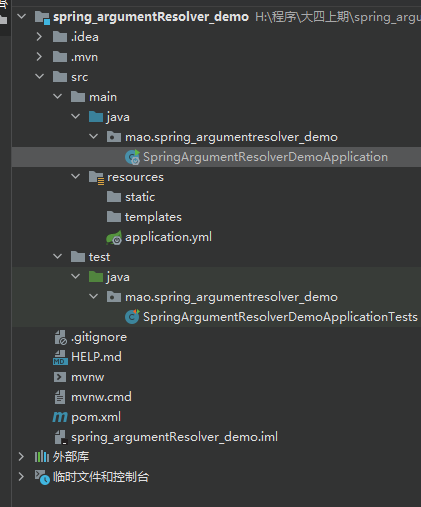 spring_argumentResolver_demo H:\程序\大四上期\spring_arg
.idea
.mvn
src
main
java
mao.spring_argumentresolver_demo
SpringArgumentResolverDemoApplication
resources
static
templates
application.yml
test
java
mao.spring_argumentresolver_demo
SpringArgumentResolverDemoApplicationTests
.gitignore
MD HELP.md
mvnw
mvnw.cmd
pom.xml
spring_argumentResolver_demo.iml
外部库
临时文件和控制台